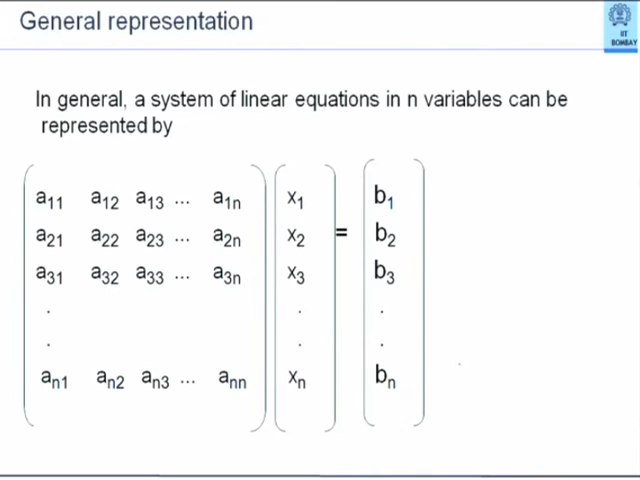 General representation
IIT
BOMBAY
In general, a system of linear equations in n variables can be
represented by
a11 a12 a13 ... a1n x1 b1
a21 a22 a23 ... a2n x2 = b2
a31 a32 a33 ... a3n x3 b3
. . .
. . .
an1 an2 an3 ... ann xn bn